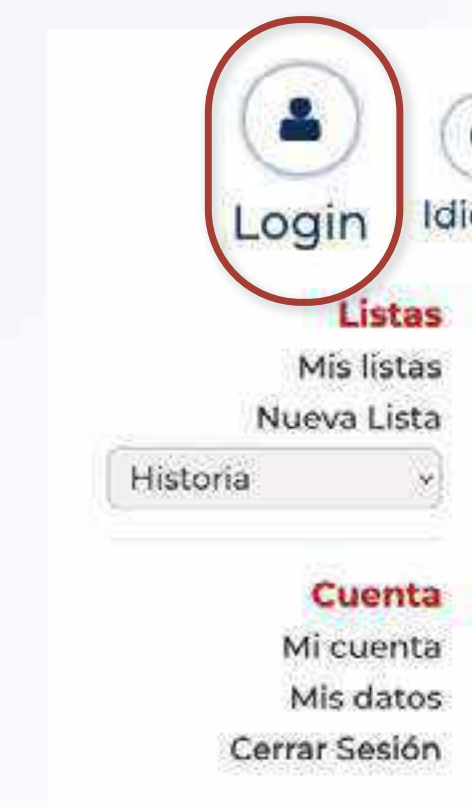 Login
Listas
Mis listas
Nueva Lista
Historia
Cuenta
Mi cuenta
Mis datos
Cerrar Sesión